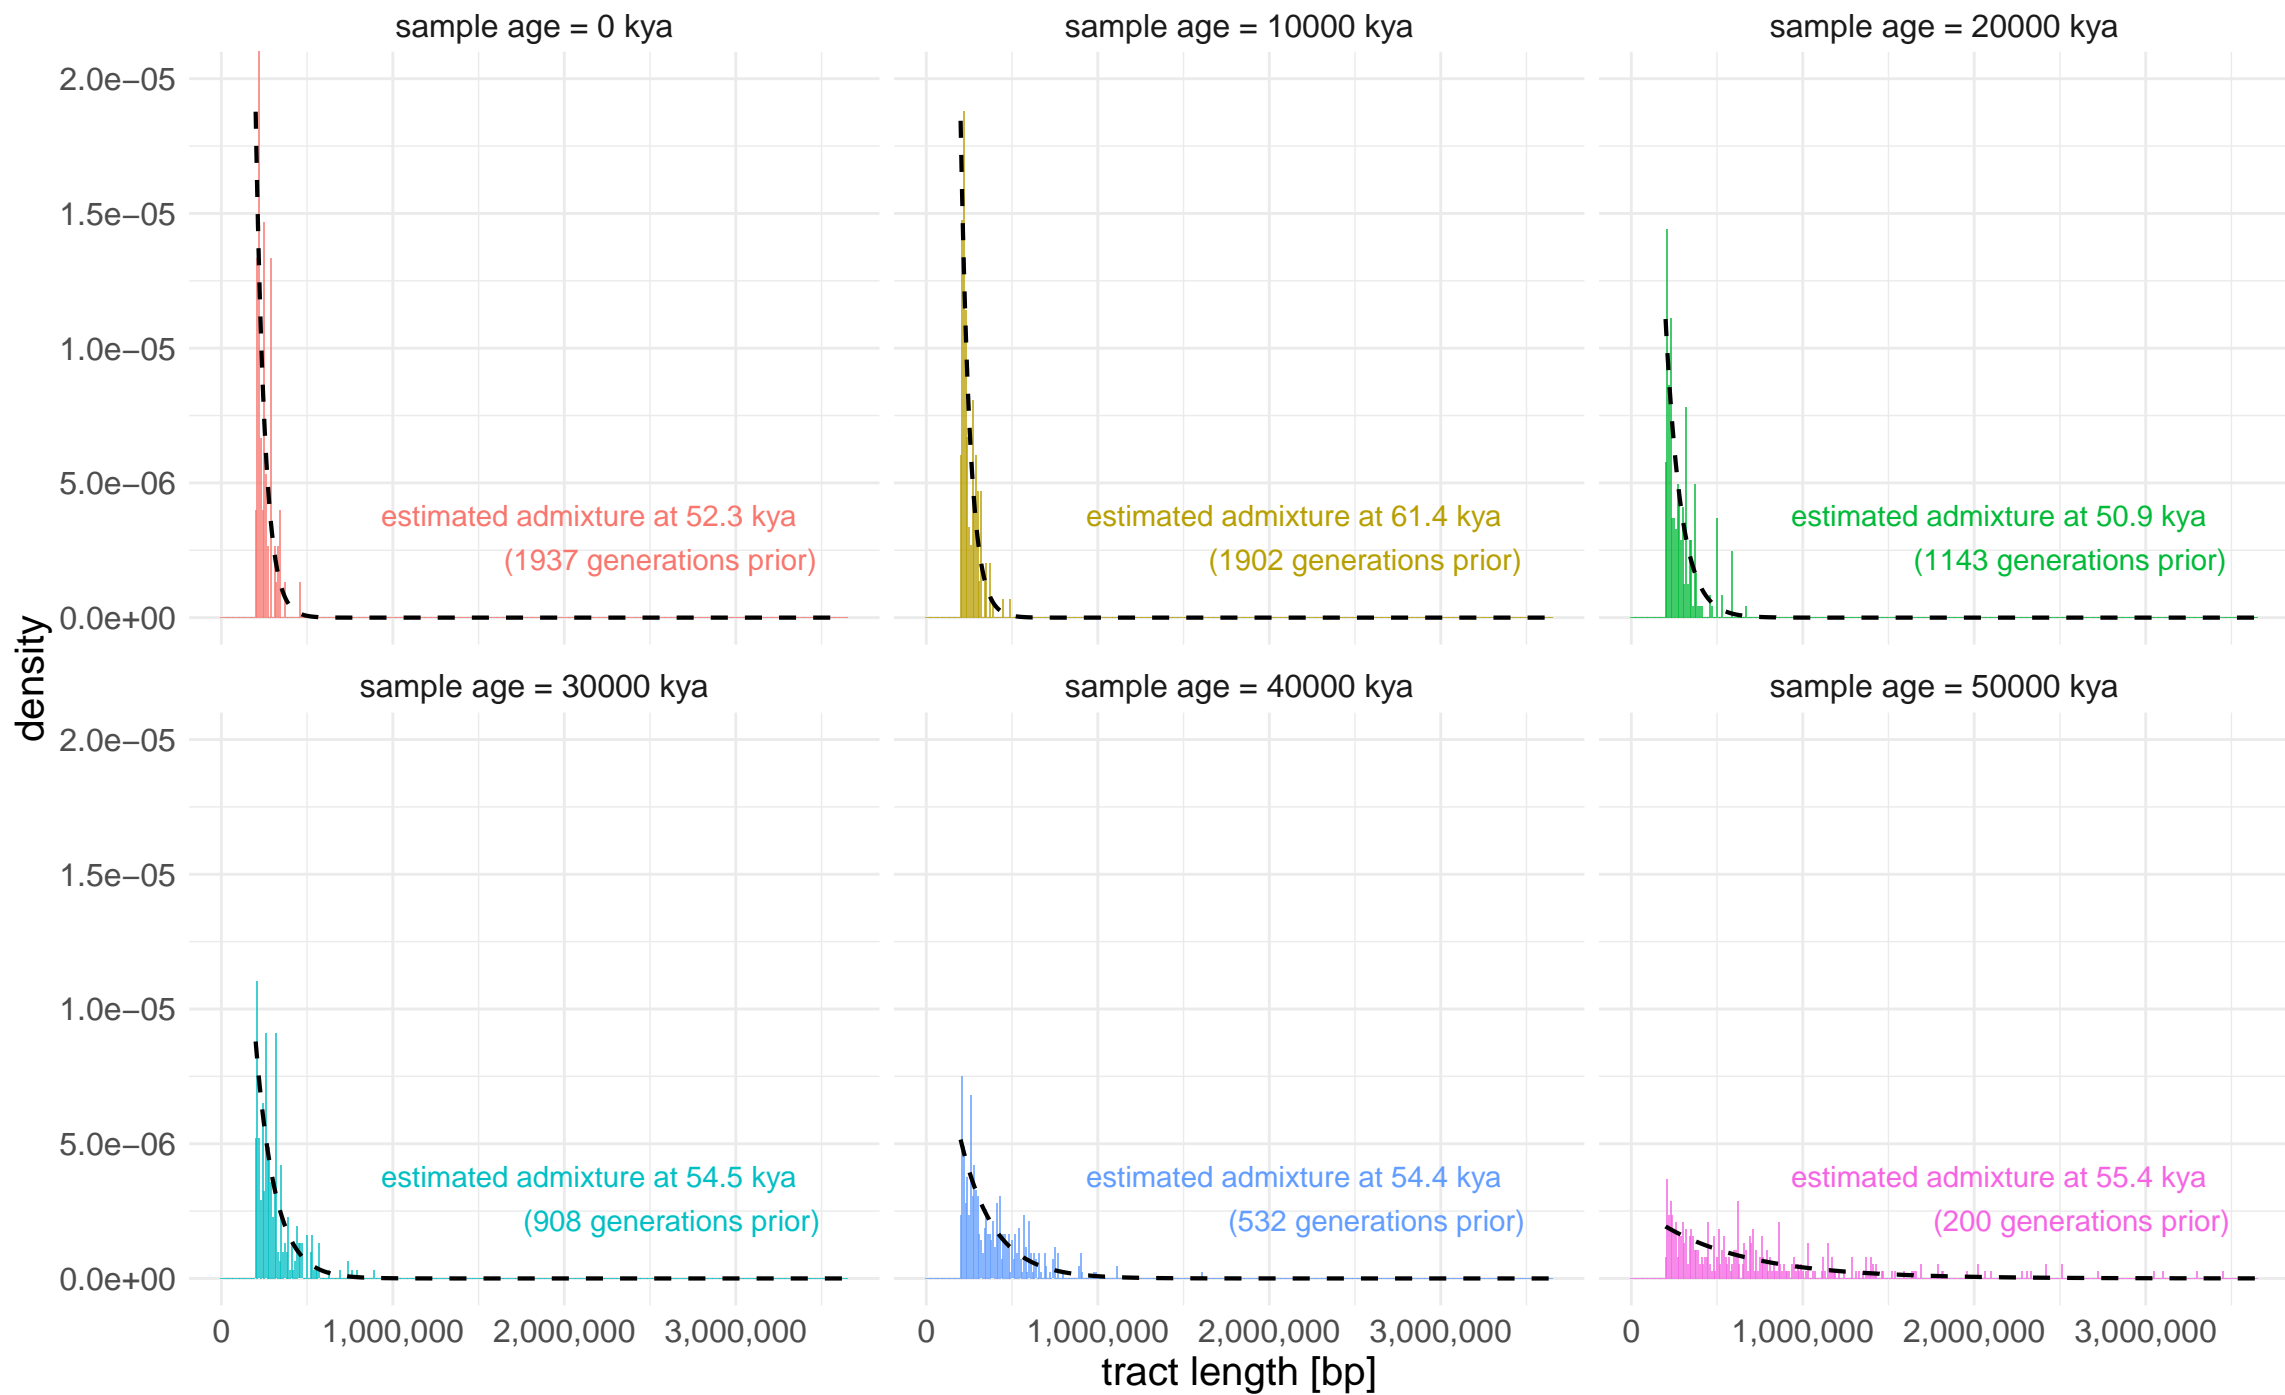 sample age = 0 kya
sample age = 10000 kya
sample age = 20000 kya
2.0e−05
1.5e−05
1.0e−05
5.0e−06
0.0e+00
estimated admixture at 52.3 kya
(1937 generations prior)
estimated admixture at 61.4 kya
(1902 generations prior)
estimated admixture at 50.9 kya
(1143 generations prior)
density
sample age = 30000 kya
sample age = 40000 kya
sample age = 50000 kya
2.0e−05
1.5e−05
1.0e−05
5.0e−06
0.0e+00
estimated admixture at 54.5 kya
(908 generations prior)
estimated admixture at 54.4 kya
(532 generations prior)
estimated admixture at 55.4 kya
(200 generations prior)
0 1,000,000 2,000,000 3,000,000
0 1,000,000 2,000,000 3,000,000
0 1,000,000 2,000,000 3,000,000
tract length [bp]